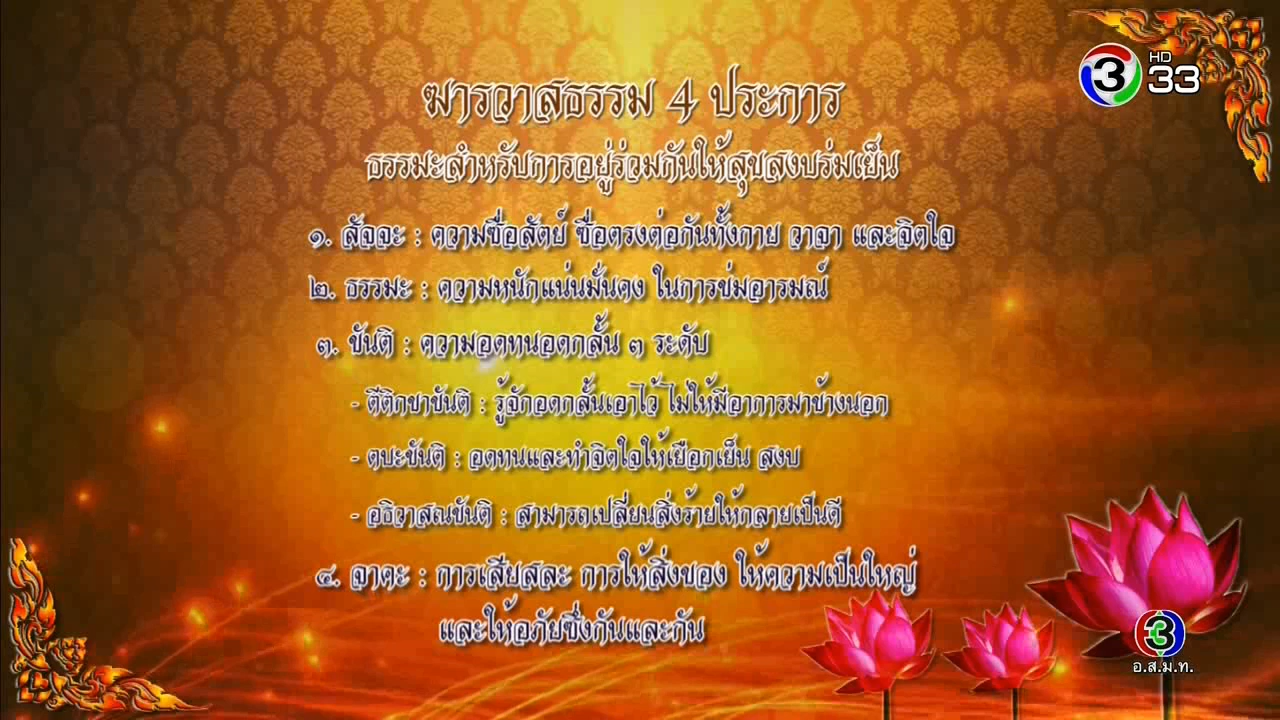 3 HD 33
ฆารวาสธรรม 4 ประการ
ธรรมะสำหรับการอยู่ร่วมกันให้สุขสงบร่มเย็น
๑. สัจจะ : ความซื่อสัตย์ ซื่อตรงต่อกันทั้งกาย วาจา และจิตใจ
๒. ธรรมะ : ความหนักแน่นมั่นคง ในการข่มอารมณ์
๓. ขันติ : ความอดทนอดกลั้น ๓ ระดับ
- ตีติกขาขันติ : รู้จักอดกลั้นเอาไว้ ไม่ให้มีอาการมาข้างนอก
- ตบะขันติ : อดทนและทำจิตใจให้เยือกเย็น สงบ
- อธิวาสณขันติ : สามารถเปลี่ยนสิ่งร้ายให้กลายเป็นดี
๔. จาคะ : การเสียสละ การให้สิ่งของ ให้ความเป็นใหญ่
และให้อภัยซึ่งกันและกัน
3
อ.ส.ม.ท.